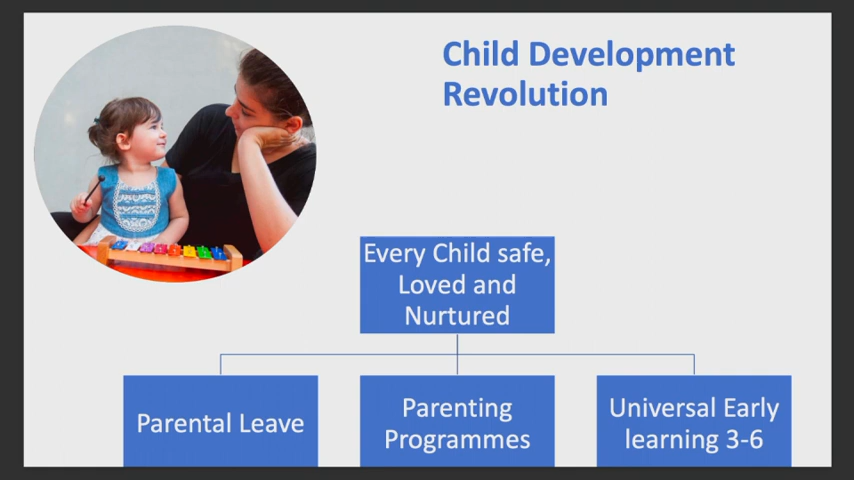 Child Development
Revolution
Every Child safe,
Loved and
Nurtured
Parental Leave
Parenting
Programmes
Universal Early
learning 3-6